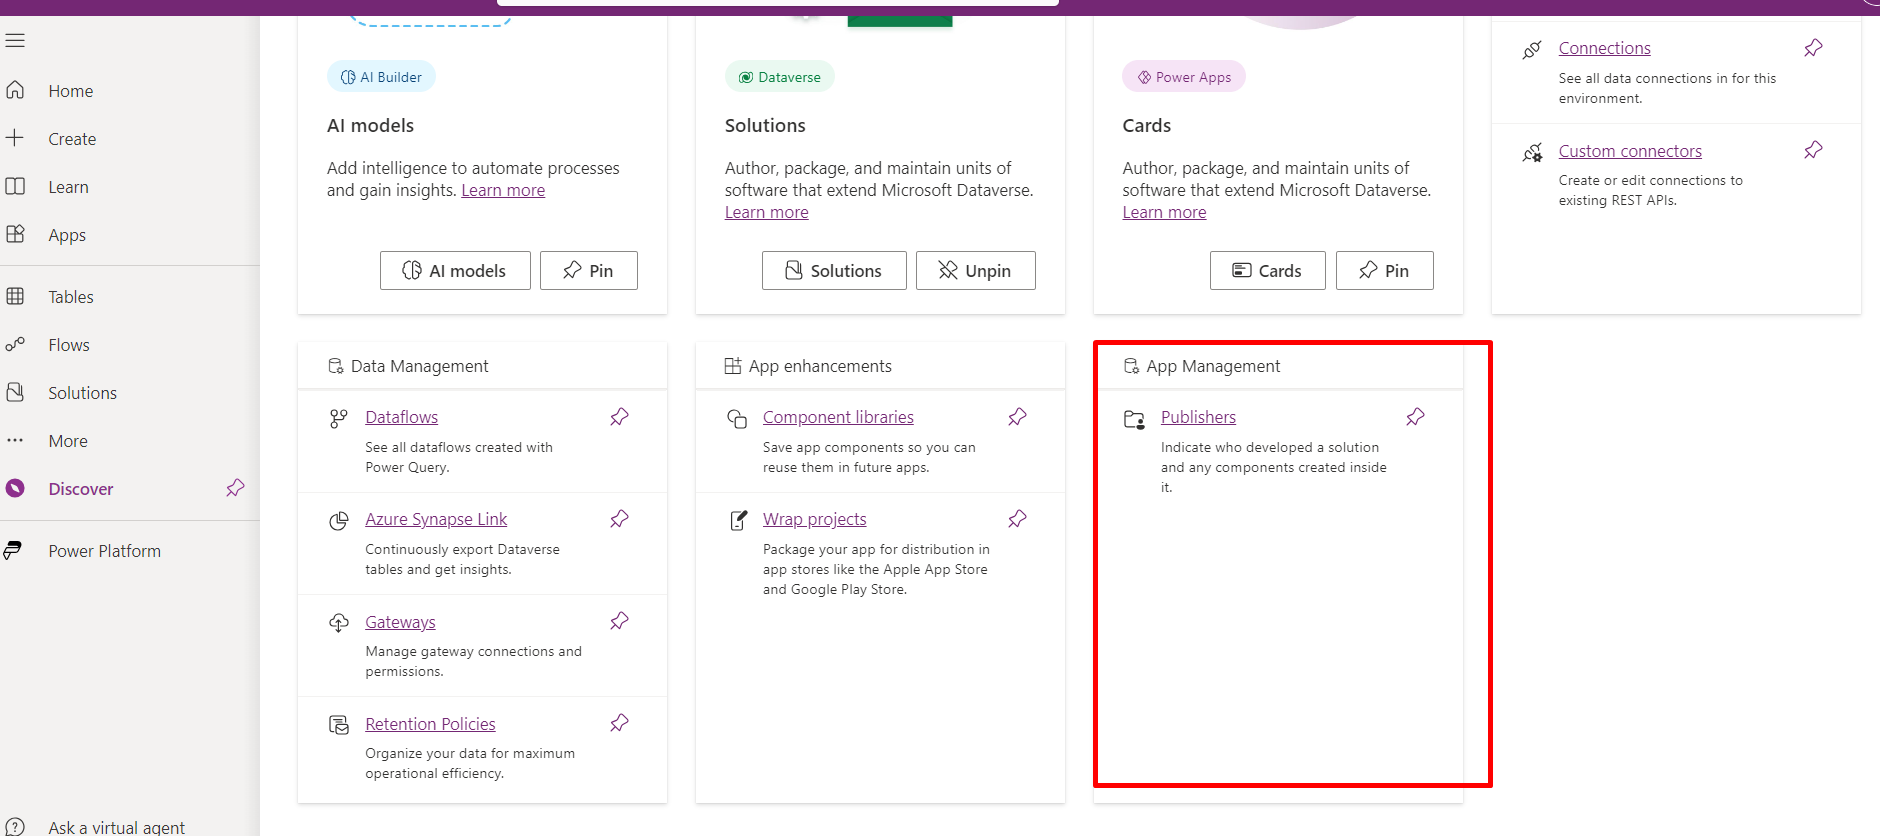 Home
Create
Learn
Apps
Tables
Flows
Solutions
More
Discover
Power Platform
Ask a virtual agent
AI Builder
AI models
Add intelligence to automate processes
and gain insights. Learn more
AI models
Pin
Dataverse
Solutions
Author, package, and maintain units of
software that extend Microsoft Dataverse.
Learn more
Solutions
Unpin
Power Apps
Cards
Author, package, and maintain units of
software that extend Microsoft Dataverse.
Learn more
Cards
Pin
Connections
See all data connections in for this
environment.
Custom connectors
Create or edit connections to
existing REST APIs.
Data Management
Dataflows
See all dataflows created with
Power Query.
Azure Synapse Link
Continuously export Dataverse
tables and get insights.
Gateways
Manage gateway connections and
permissions.
Retention Policies
Organize your data for maximum
operational efficiency.
App enhancements
Component libraries
Save app components so you can
reuse them in future apps.
Wrap projects
Package your app for distribution in
app stores like the Apple App Store
and Google Play Store.
App Management
Publishers
Indicate who developed a solution
and any components created inside
it.